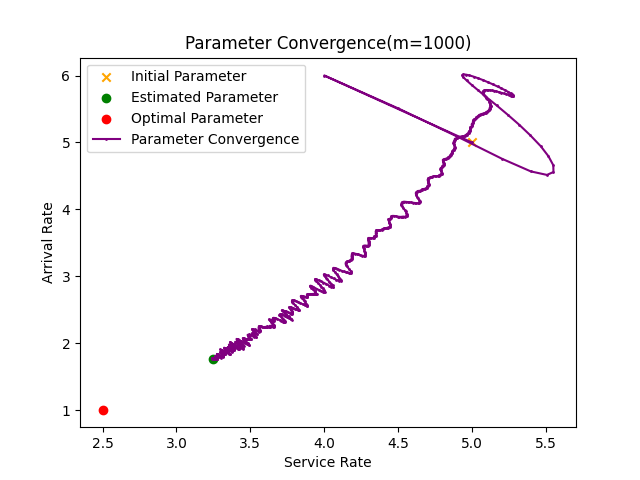 Parameter Convergence(m=1000)
Initial Parameter
Estimated Parameter
Optimal Parameter
Parameter Convergence
Arrival Rate
6
5
4
3
2
1
2.5 3.0 3.5 4.0 4.5 5.0 5.5
Service Rate